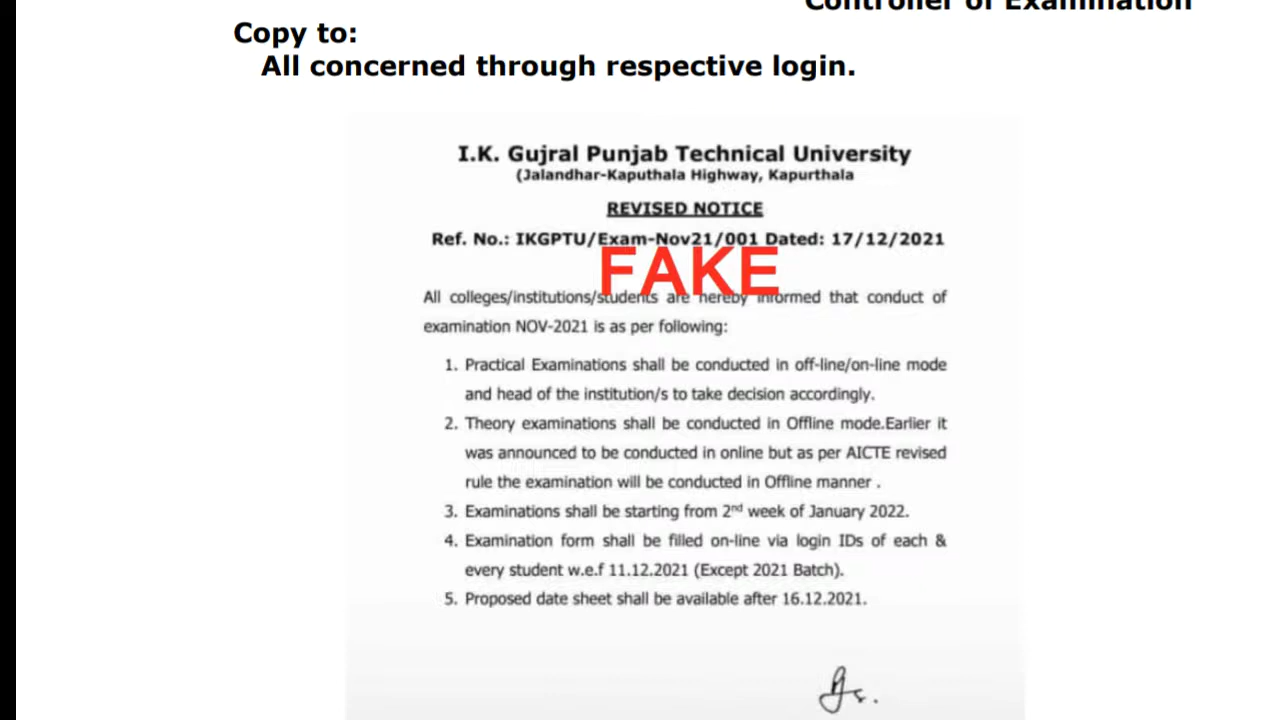 Controller of Examination
Copy to:
All concerned through respective login.
I.K. Gujral Punjab Technical University
(Jalandhar-Kaputhala Highway, Kapurthala
REVISED NOTICE
Ref. No.: IKGPTU/Exam-Nov21/001 Dated: 17/12/2021
FAKE
All colleges/institutions/students are hereby informed that conduct of
examination NOV-2021 is as per following:
1. Practical Examinations shall be conducted in off-line/on-line mode
and head of the institution/s to take decision accordingly.
2. Theory examinations shall be conducted in Offline mode.Earlier it
was announced to be conducted in online but as per AICTE revised
rule the examination will be conducted in Offline manner .
3. Examinations shall be starting from 2nd week of January 2022.
4. Examination form shall be filled on-line via login IDs of each &
every student w.e.f 11.12.2021 (Except 2021 Batch).
5. Proposed date sheet shall be available after 16.12.2021.